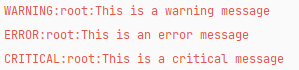 WARNING:root:This is a warning message
ERROR:root:This is an error message
CRITICAL:root:This is a critical message